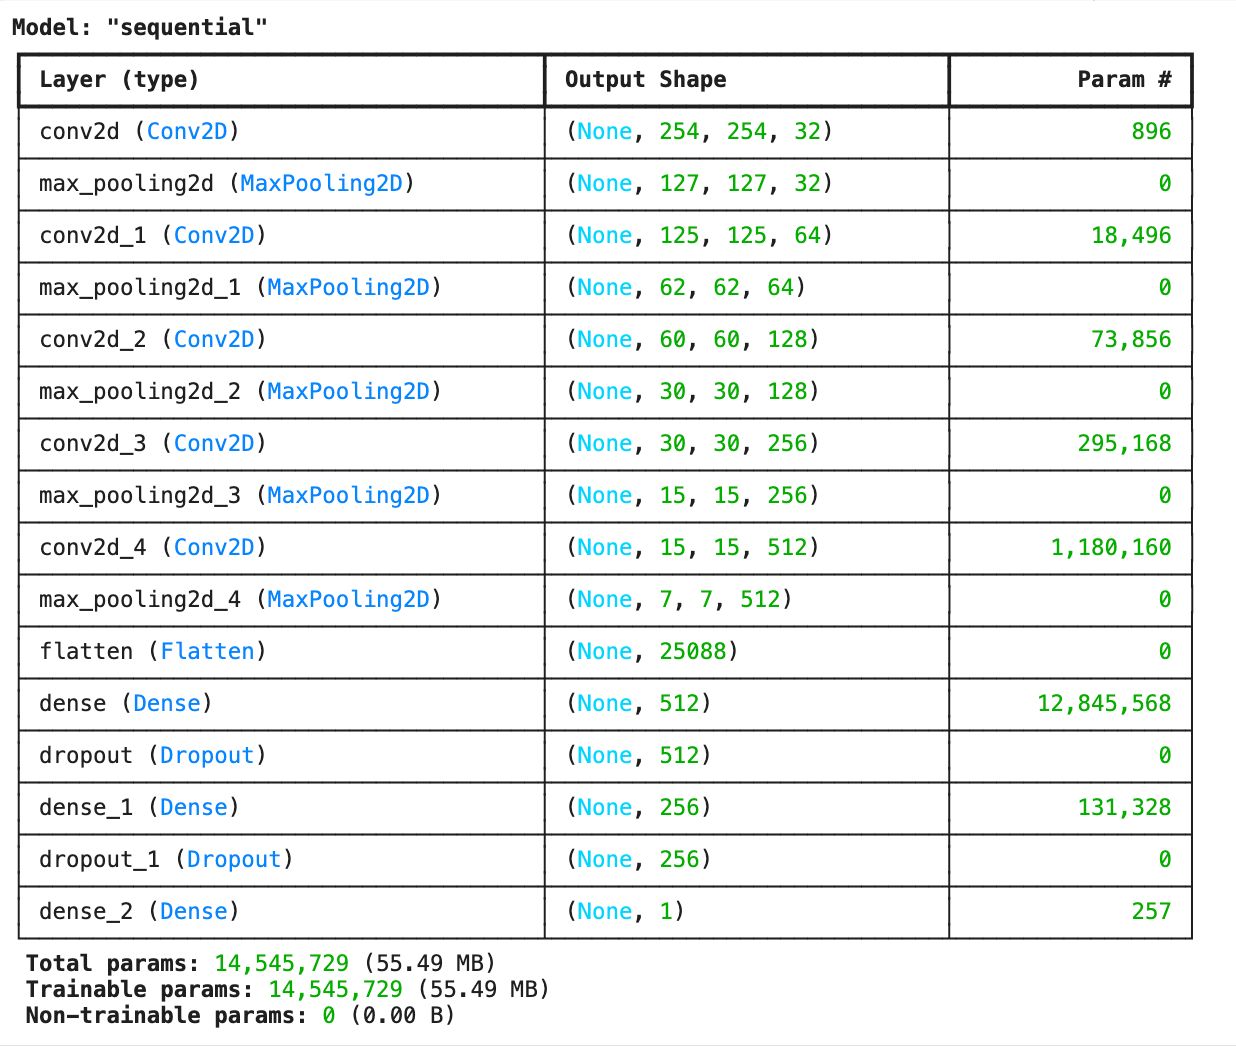 Model: "sequential"
Layer (type) Output Shape Param #
conv2d (Conv2D) (None, 254, 254, 32) 896
max_pooling2d (MaxPooling2D) (None, 127, 127, 32) 0
conv2d_1 (Conv2D) (None, 125, 125, 64) 18,496
max_pooling2d_1 (MaxPooling2D) (None, 62, 62, 64) 0
conv2d_2 (Conv2D) (None, 60, 60, 128) 73,856
max_pooling2d_2 (MaxPooling2D) (None, 30, 30, 128) 0
conv2d_3 (Conv2D) (None, 30, 30, 256) 295,168
max_pooling2d_3 (MaxPooling2D) (None, 15, 15, 256) 0
conv2d_4 (Conv2D) (None, 15, 15, 512) 1,180,160
max_pooling2d_4 (MaxPooling2D) (None, 7, 7, 512) 0
flatten (Flatten) (None, 25088) 0
dense (Dense) (None, 512) 12,845,568
dropout (Dropout) (None, 512) 0
dense_1 (Dense) (None, 256) 131,328
dropout_1 (Dropout) (None, 256) 0
dense_2 (Dense) (None, 1) 257
Total params: 14,545,729 (55.49 MB)
Trainable params: 14,545,729 (55.49 MB)
Non-trainable params: 0 (0.00 B)